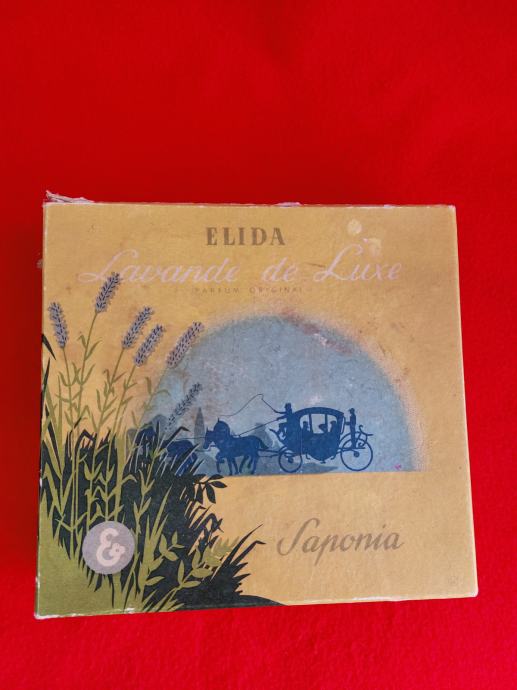 ELIDA
Lavande de Luxe
PARFUM ORIGINAL
Saponia
E